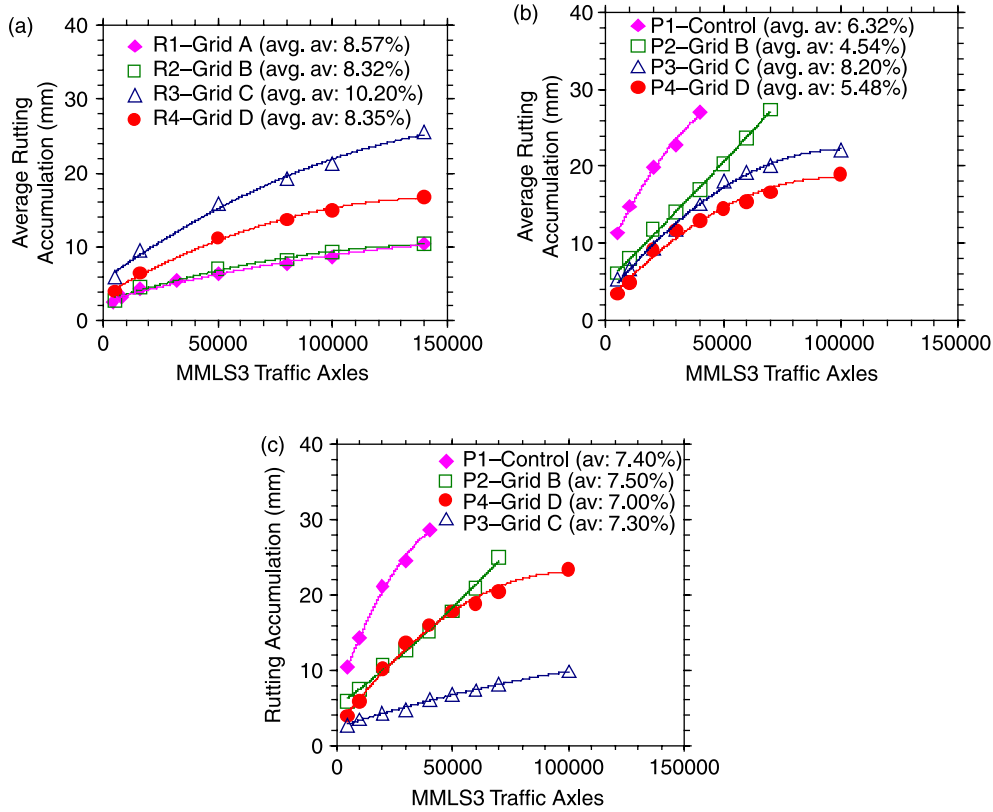 (a)
R1–Grid A (avg. av: 8.57%)
R2–Grid B (avg. av: 8.32%)
R3–Grid C (avg. av: 10.20%)
R4–Grid D (avg. av: 8.35%)
40
30
20
10
0
Average Rutting
Accumulation (mm)
0 50000 100000 150000
MMLS3 Traffic Axles
(b)
P1–Control (avg. av: 6.32%)
P2–Grid B (avg. av: 4.54%)
P3–Grid C (avg. av: 8.20%)
P4–Grid D (avg. av: 5.48%)
40
30
20
10
0
Average Rutting
Accumulation (mm)
0 50000 100000 150000
MMLS3 Traffic Axles
(c)
P1–Control (av: 7.40%)
P2–Grid B (av: 7.50%)
P4–Grid D (av: 7.00%)
P3–Grid C (av: 7.30%)
40
30
20
10
0
Rutting Accumulation (mm)
0 50000 100000 150000
MMLS3 Traffic Axles